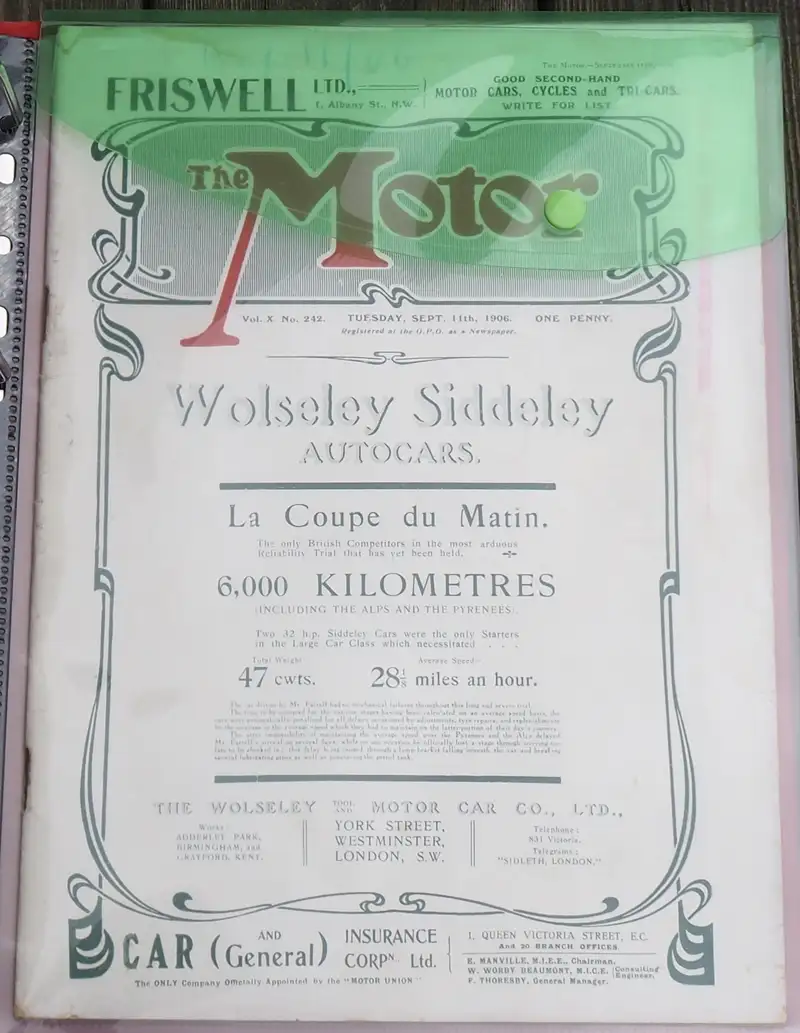 The Motor.—September 11th,
FRISWELL LTD.,
1, Albany St., N.W.
GOOD SECOND-HAND
MOTOR CARS, CYCLES and TRI-CARS.
WRITE FOR LIST
The Motor
Vol. X. No. 242. TUESDAY, SEPT. 11th, 1906. ONE PENNY.
Registered at the G.P.O. as a Newspaper.
Wolseley Siddeley
AUTOCARS.
La Coupe du Matin.
The only British Competitors in the most arduous
Reliability Trial that has yet been held.
6,000 KILOMETRES
(INCLUDING THE ALPS AND THE PYRENEES).
Two 32 h.p. Siddeley Cars were the only Starters
in the Large Car Class which necessitated . . .
Total Weight
47 cwts.
Average Speed
28 miles an hour.
THE WOLSELEY TOOL AND MOTOR CAR CO., LTD.,
Works:
ADDERLEY PARK,
BIRMINGHAM, and
CRAYFORD, KENT.
YORK STREET,
WESTMINSTER,
LONDON, S.W.
Telephone:
831 Victoria.
Telegrams:
"SIDLETH, LONDON."
CAR AND (General) INSURANCE
CORPN. Ltd.
1, QUEEN VICTORIA STREET, E.C.
And 20 BRANCH OFFICES
E. MANVILLE, M.I.E.E., Chairman.
W. WORBY BEAUMONT, M.I.C.E. (Consulting Engineer.
F. THORESBY, General Manager.
The ONLY Company Officially Appointed by the "MOTOR UNION"